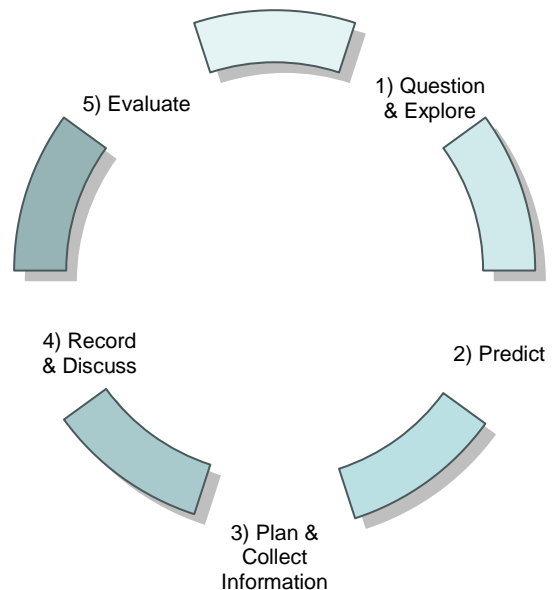 1) Question
& Explore
2) Predict
3) Plan &
Collect
Information
4) Record
& Discuss
5) Evaluate